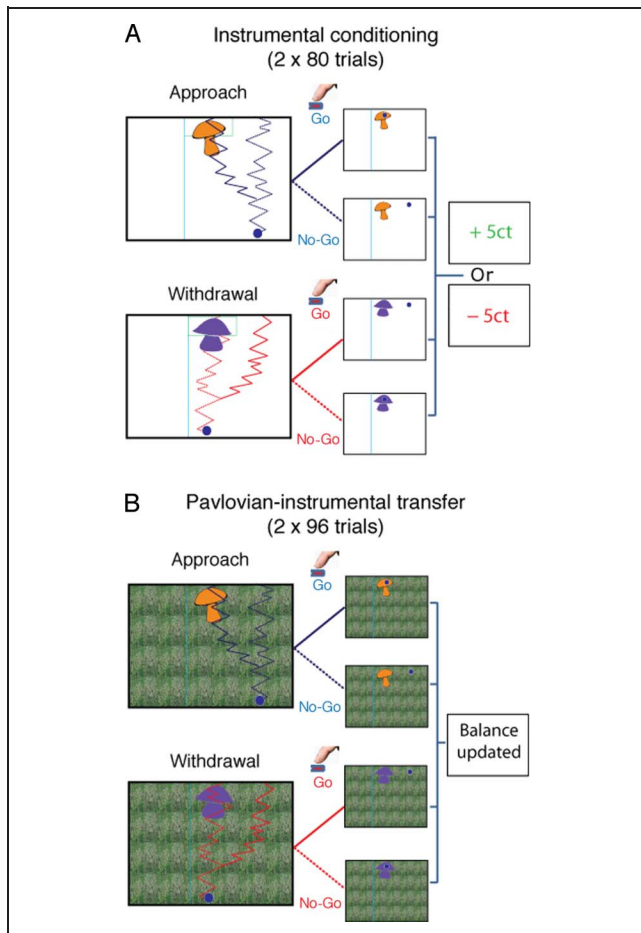 A
Instrumental conditioning
(2 x 80 trials)
Approach
Go
No-Go
+ 5ct
Or
– 5ct
Withdrawal
Go
No-Go
B
Pavlovian-instrumental transfer
(2 x 96 trials)
Approach
Go
No-Go
Balance
updated
Withdrawal
Go
No-Go